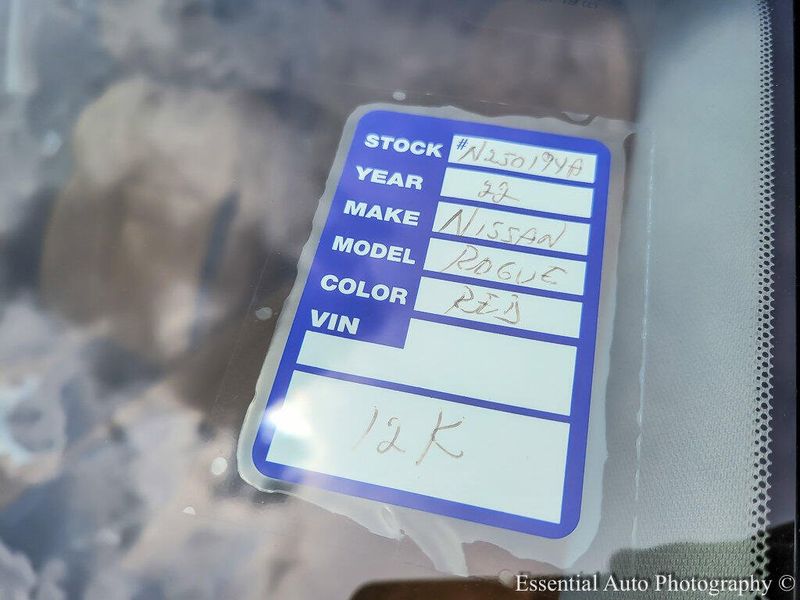 STOCK #N250194A
YEAR 22
MAKE NISSAN
MODEL ROGUE
COLOR RED
VIN
12K
Essential Auto Photography ©